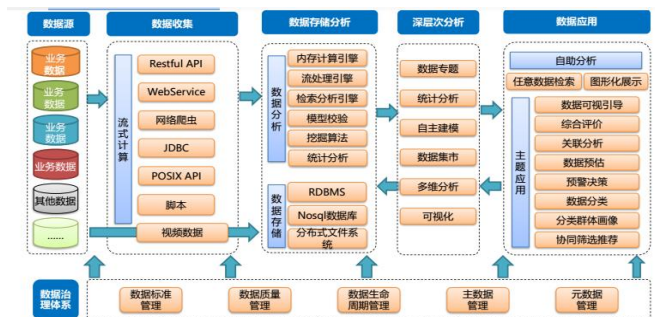 数据源
数据收集
数据存储分析
深层次分析
数据应用
业务
数据
业务
数据
业务
数据
业务数据
其他数据
......
流式计算
Restful API
WebService
网络爬虫
JDBC
POSIX API
脚本
视频数据
数据分析
内存计算引擎
流处理引擎
检索分析引擎
模型校验
挖掘算法
统计分析
数据存储
RDBMS
Nosql数据库
分布式文件系
统
数据专题
统计分析
自主建模
数据集市
多维分析
可视化
自助分析
任意数据检索
图形化展示
主题应用
数据可视引导
综合评价
关联分析
数据预估
预警决策
数据分类
分类群体画像
协同筛选推荐
数据治
理体系
数据标准
管理
数据质量
管理
数据生命
周期管理
主数据
管理
元数据
管理